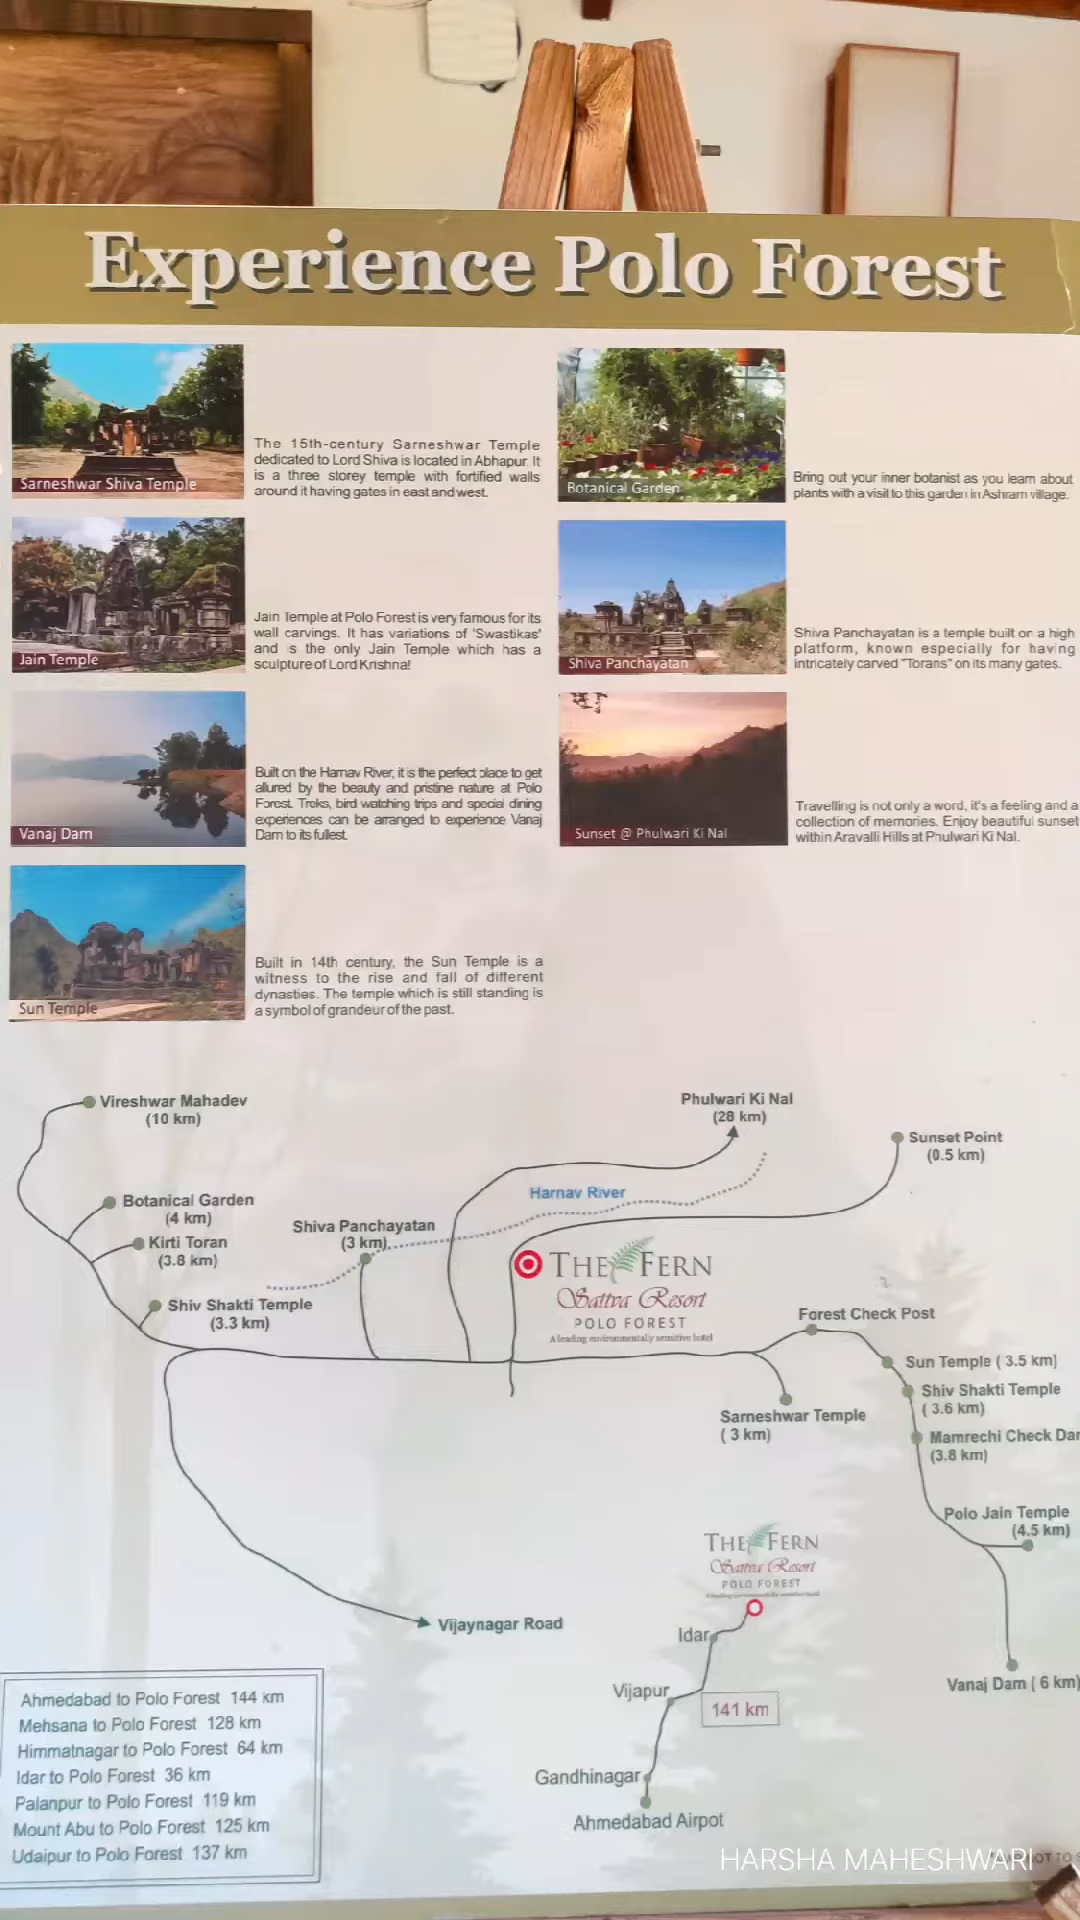 Experience Polo Forest
Sarneshwar Shiva Temple
The 15th-century Sarneshwar Temple
dedicated to Lord Shiva is located in Abhapur. It
is a three storey temple with fortified walls
around it having gates in east and west.
Botanical Garden
Bring out your inner botanist as you learn about
plants with a visit to this garden in Ashram village.
Jain Temple
Jain Temple at Polo Forest is very famous for its
wall carvings. It has variations of 'Swastikas'
and is the only Jain Temple which has a
sculpture of Lord Krishna!
Shiva Panchayatan
Shiva Panchayatan is a temple built on a high
platform, known especially for having
intricately carved "Torans" on its many gates.
Vanaj Dam
Built on the Harnav River, it is the perfect place to get
allured by the beauty and pristine nature at Polo
Forest. Treks, bird watching trips and special dining
experiences can be arranged to experience Vanaj
Dam to its fullest.
Sunset @ Phulwari Ki Nal
Travelling is not only a word, it's a feeling and a
collection of memories. Enjoy beautiful sunset
within Aravalli Hills at Phulwari Ki Nal.
Sun Temple
Built in 14th century, the Sun Temple is a
witness to the rise and fall of different
dynasties. The temple which is still standing is
a symbol of grandeur of the past.
Vireshwar Mahadev
(10 km)
Phulwari Ki Nal
(28 km)
Sunset Point
(0.5 km)
Harnav River
Botanical Garden
(4 km)
Kirti Toran
(3.8 km)
Shiva Panchayatan
(3 km)
THE FERN
Sattva Resort
POLO FOREST
A leading environmentally sensitive hotel
Shiv Shakti Temple
(3.3 km)
Forest Check Post
Sun Temple ( 3.5 km)
Shiv Shakti Temple
( 3.6 km)
Sarneshwar Temple
( 3 km)
Mamrechi Check Dar
(3.8 km)
Polo Jain Temple
(4.5 km)
Vanaj Dam ( 6 km)
Vijaynagar Road
THE FERN
Sattva Resort
POLO FOREST
Idar
Vijapur
141 km
Gandhinagar
Ahmedabad Airpot
Ahmedabad to Polo Forest 144 km
Mehsana to Polo Forest 128 km
Himmatnagar to Polo Forest 64 km
Idar to Polo Forest 36 km
Palanpur to Polo Forest 119 km
Mount Abu to Polo Forest 125 km
Udaipur to Polo Forest 137 km
HARSHA MAHESHWARI